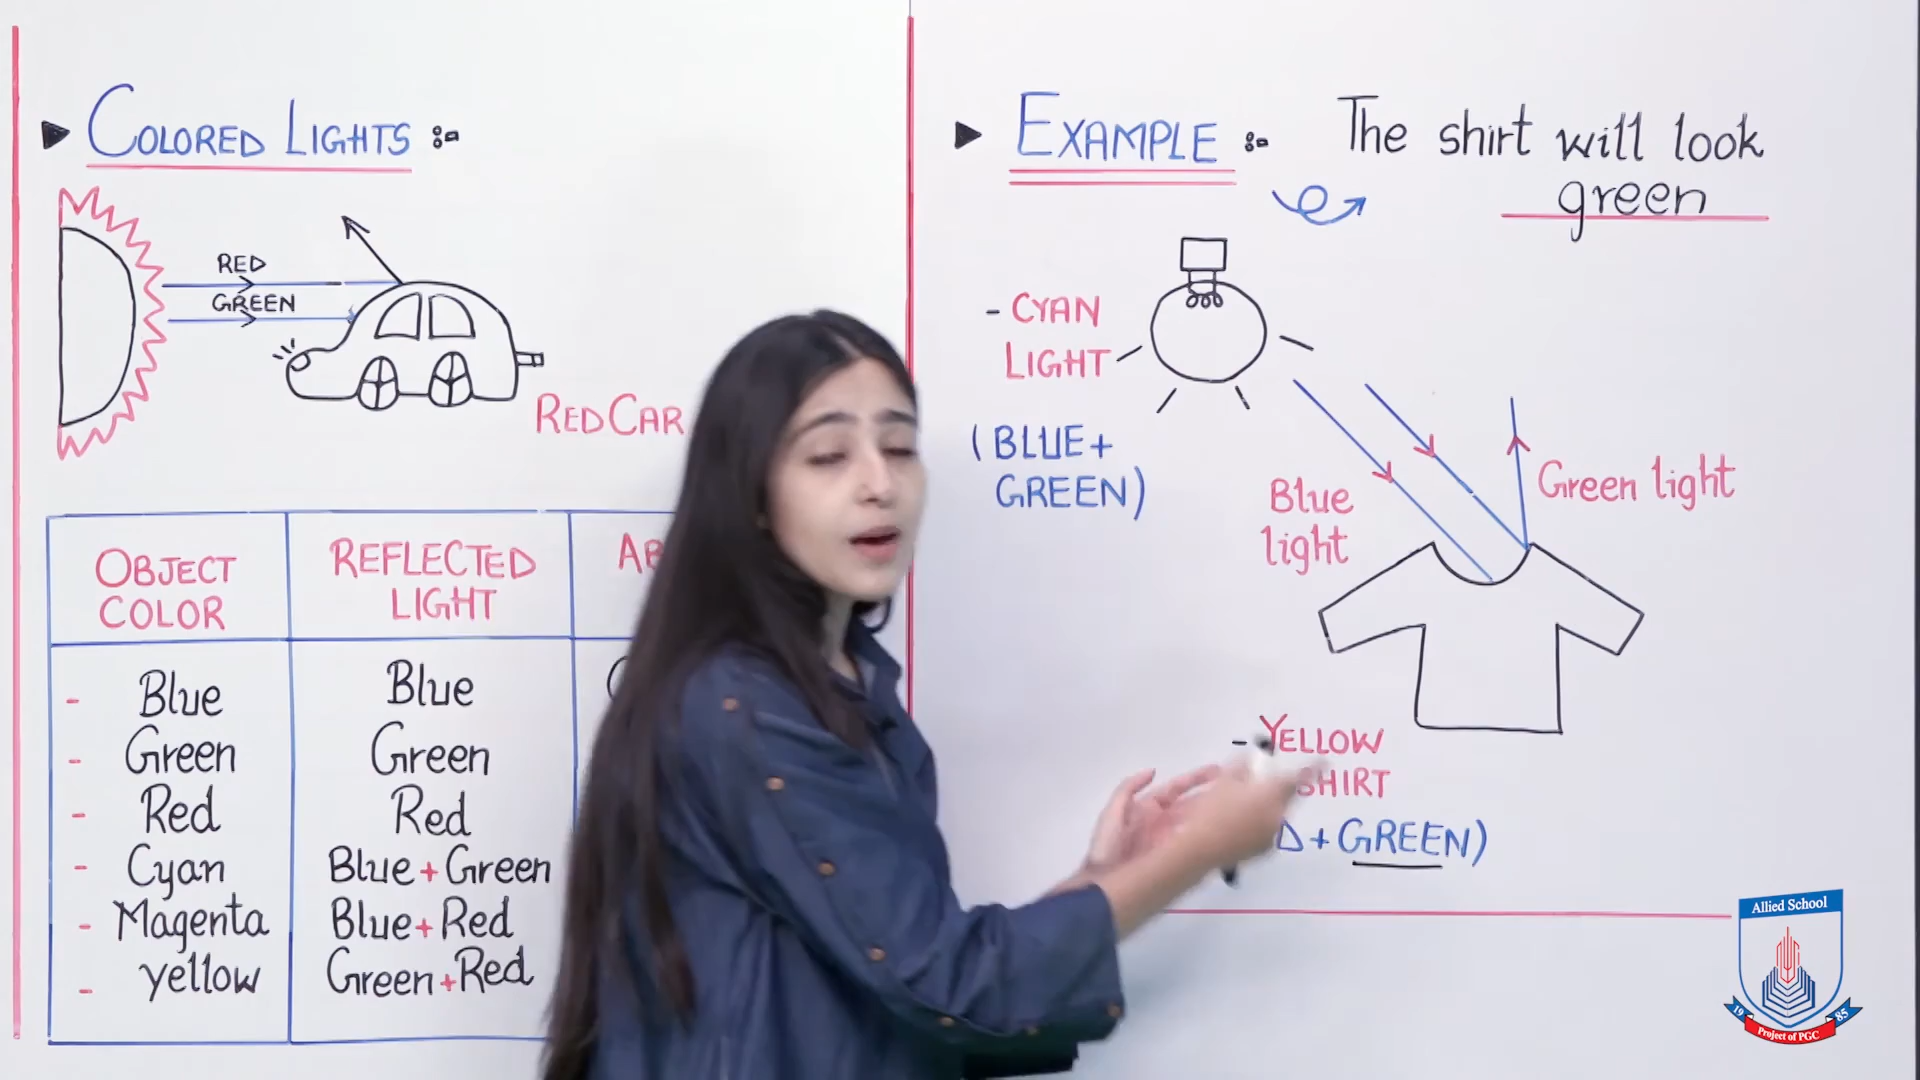 COLORED LIGHTS :-
RED
GREEN
RED CAR
OBJECT COLOR
REFLECTED LIGHT
Blue
Blue
Green
Green
Red
Red
Cyan
Blue + Green
Magenta
Blue + Red
yellow
Green + Red
EXAMPLE :-
The shirt will look
green
- CYAN
LIGHT
(BLUE +
GREEN)
Blue
light
Green light
- YELLOW
SHIRT
+ GREEN)
Allied School
19 85
Project of PGC